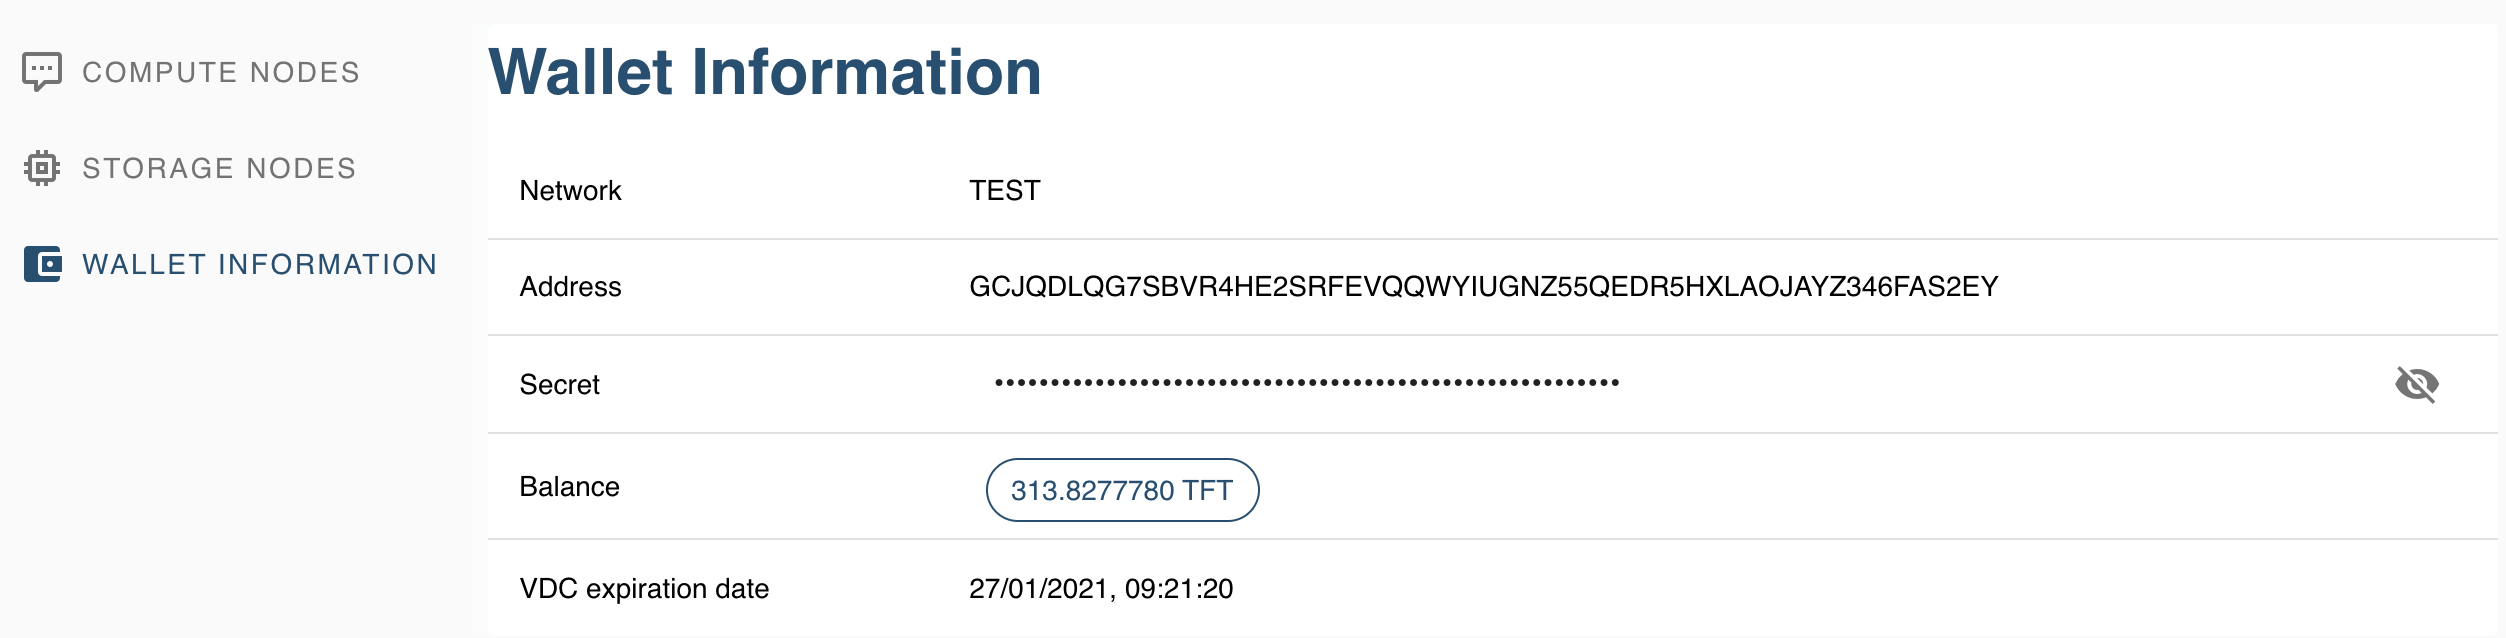 COMPUTE NODES
STORAGE NODES
WALLET INFORMATION
Wallet Information
Network TEST
Address GCJQDLQG7SBVR4HE2SRFEVQQWYIUGNZ55QEDR5HXLAOJAYZ346FAS2EY
Secret ••••••••••••••••••••••••••••••••••••••••••••••••••••••••
Balance 313.8277780 TFT
VDC expiration date 27/01/2021, 09:21:20